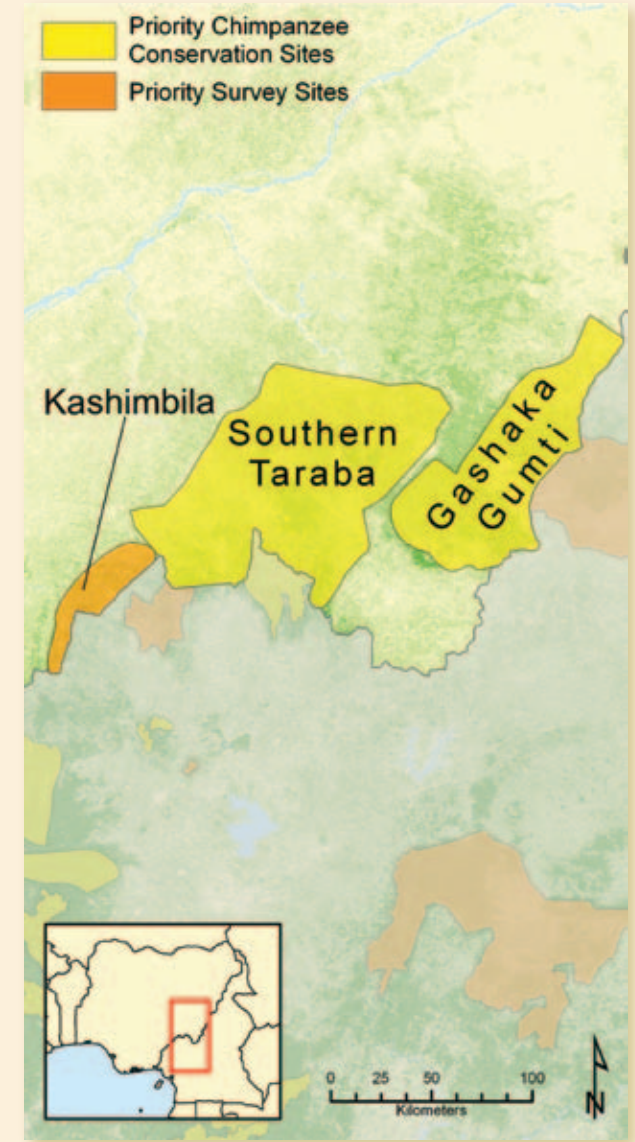 Priority Chimpanzee
Conservation Sites
Priority Survey Sites
Kashimbila
Southern
Taraba
Gashaka
Gumti
0 25 50 100
Kilometers
N